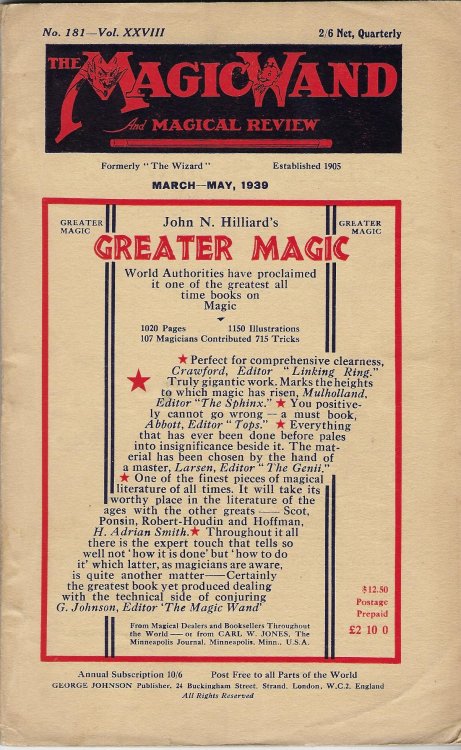 No. 181—Vol. XXVIII 2/6 Net, Quarterly
THE MAGIC WAND
And MAGICAL REVIEW
Formerly "The Wizard" Established 1905
MARCH—MAY, 1939
GREATER MAGIC
John N. Hilliard's
GREATER MAGIC
GREATER MAGIC
World Authorities have proclaimed
it one of the greatest all
time books on
Magic
1020 Pages 1150 Illustrations
107 Magicians Contributed 715 Tricks
★ Perfect for comprehensive clearness,
Crawford, Editor "Linking Ring."
★ Truly gigantic work. Marks the heights
to which magic has risen, Mulholland,
Editor "The Sphinx." ★ You positive-
ly cannot go wrong — a must book,
Abbott, Editor "Tops." ★ Everything
that has ever been done before pales
into insignificance beside it. The mat-
erial has been chosen by the hand of
a master, Larsen, Editor "The Genii."
★ One of the finest pieces of magical
literature of all times. It will take its
worthy place in the literature of the
ages with the other greats — Scot,
Ponsin, Robert-Houdin and Hoffman,
H. Adrian Smith. ★ Throughout it all
there is the expert touch that tells so
well not 'how it is done' but 'how to do
it' which latter, as magicians are aware,
is quite another matter — Certainly
the greatest book yet produced dealing
with the technical side of conjuring
G. Johnson, Editor 'The Magic Wand'
$12.50
Postage
Prepaid
£2 10 0
From Magical Dealers and Booksellers Throughout
the World — or from CARL W. JONES, The
Minneapolis Journal, Minneapolis, Minn., U.S.A.
Annual Subscription 10/6 Post Free to all Parts of the World
GEORGE JOHNSON Publisher, 24 Buckingham Street, Strand, London, W.C.2, England
All Rights Reserved